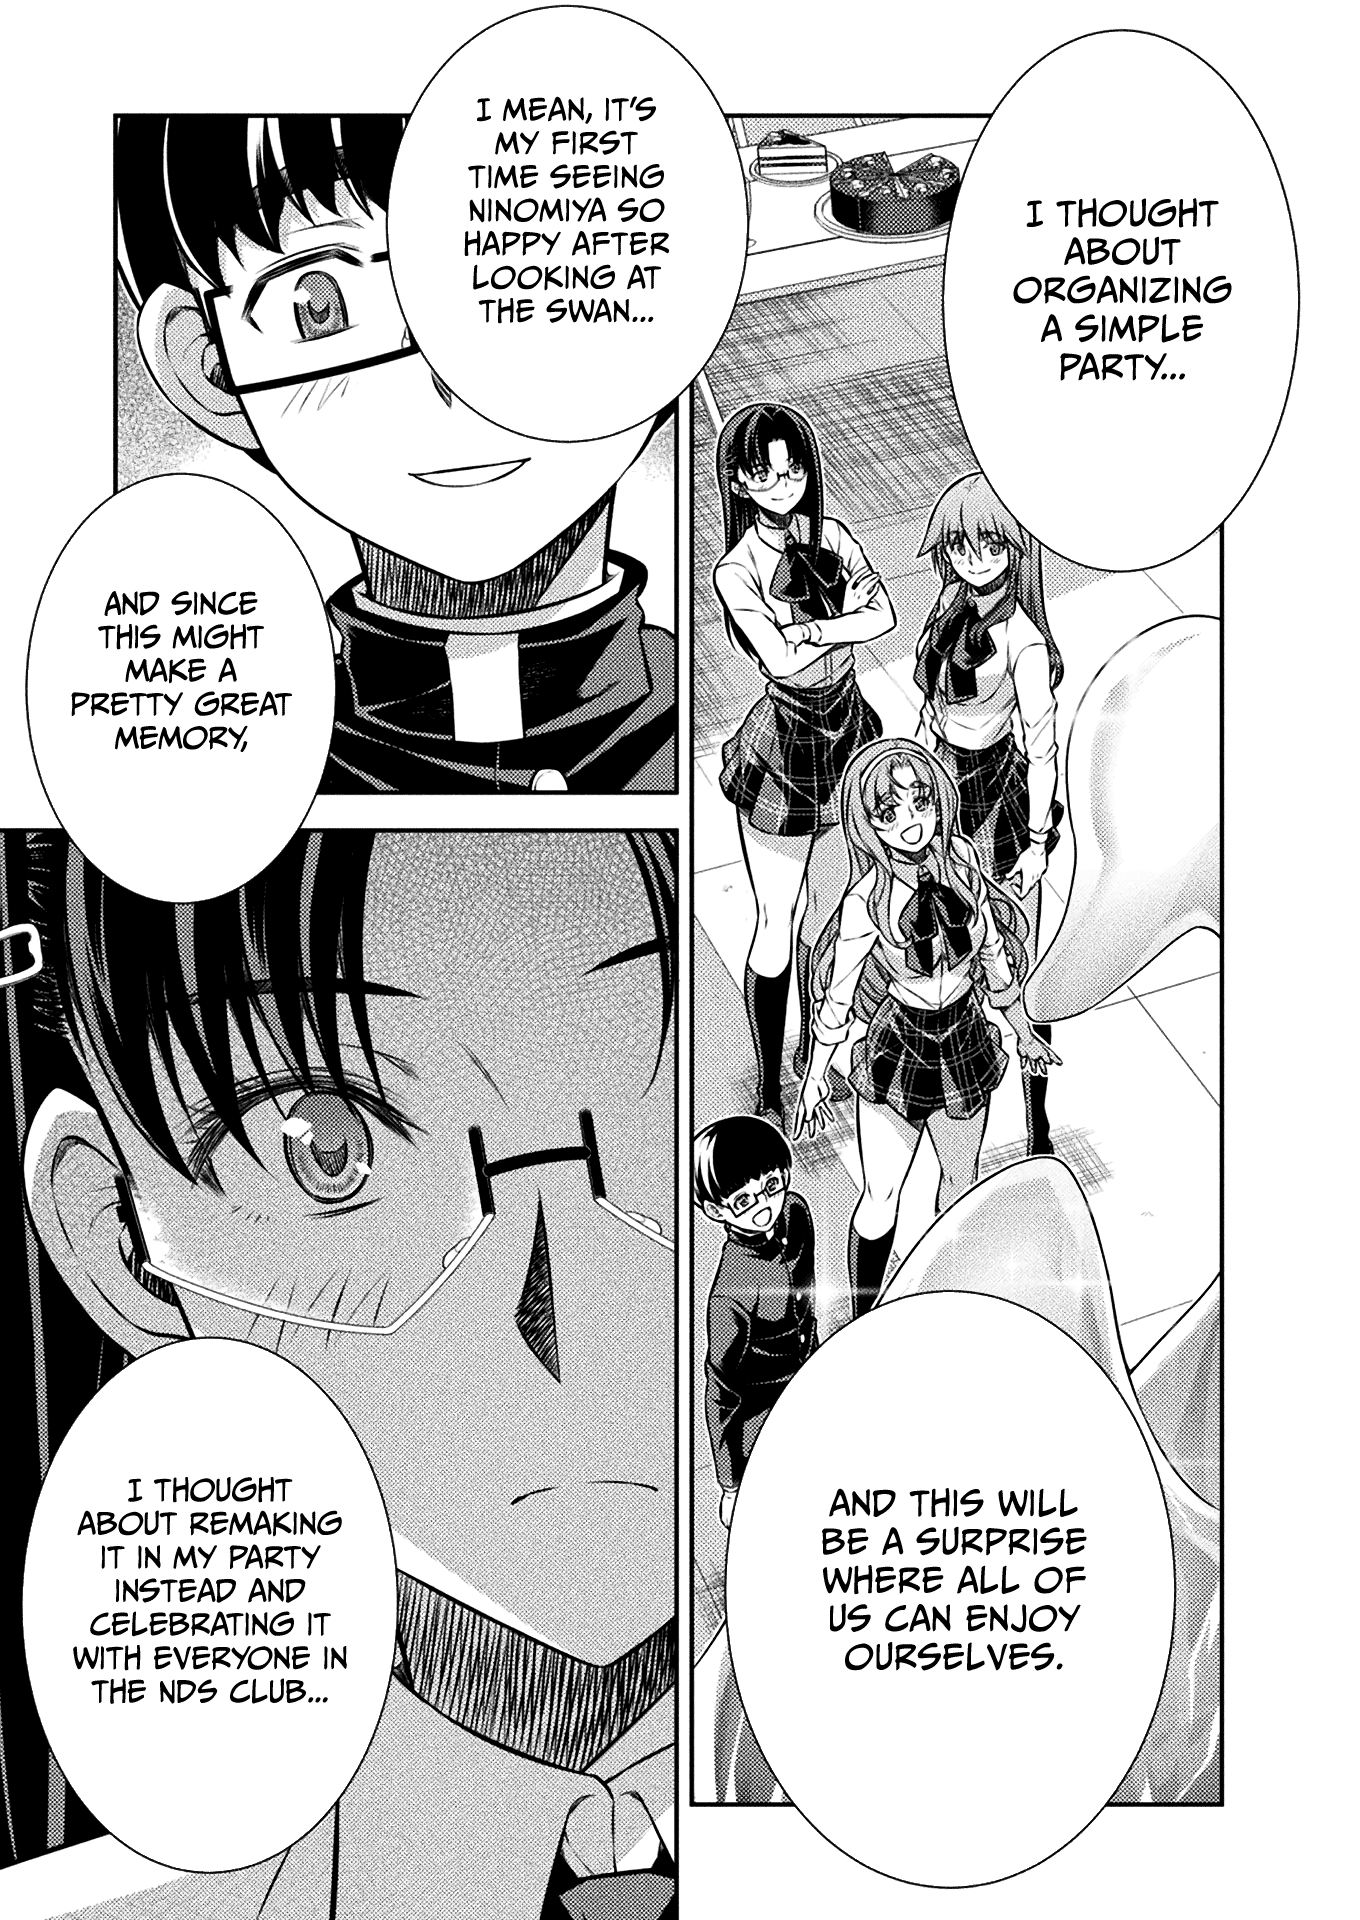 I THOUGHT
ABOUT
ORGANIZING
A SIMPLE
PARTY...
AND THIS WILL
BE A SURPRISE
WHERE ALL OF
US CAN ENJOY
OURSELVES.
I MEAN, IT'S
MY FIRST
TIME SEEING
NINOMIYA SO
HAPPY AFTER
LOOKING AT
THE SWAN...
AND SINCE
THIS MIGHT
MAKE A
PRETTY GREAT
MEMORY,
I THOUGHT
ABOUT REMAKING
IT IN MY PARTY
INSTEAD AND
CELEBRATING IT
WITH EVERYONE IN
THE NDS CLUB...